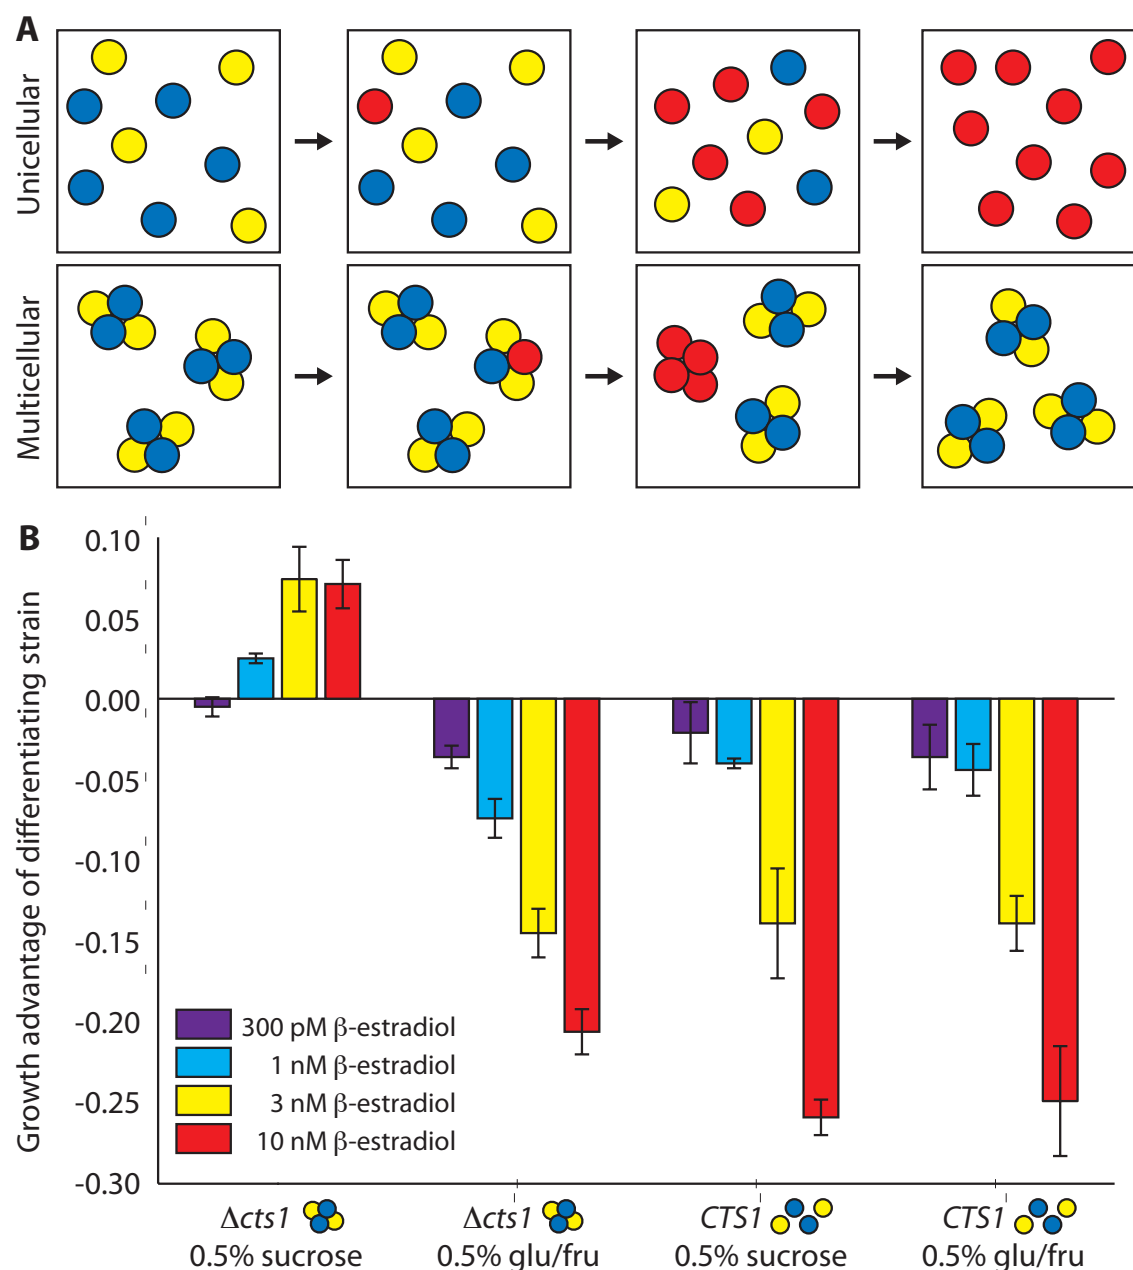 A
Unicellular
Multicellular
B
Growth advantage of differentiating strain
0.10
0.05
0.00
-0.05
-0.10
-0.15
-0.20
-0.25
-0.30
300 pM β-estradiol
1 nM β-estradiol
3 nM β-estradiol
10 nM β-estradiol
Δcts1
0.5% sucrose
Δcts1
0.5% glu/fru
CTS1
0.5% sucrose
CTS1
0.5% glu/fru